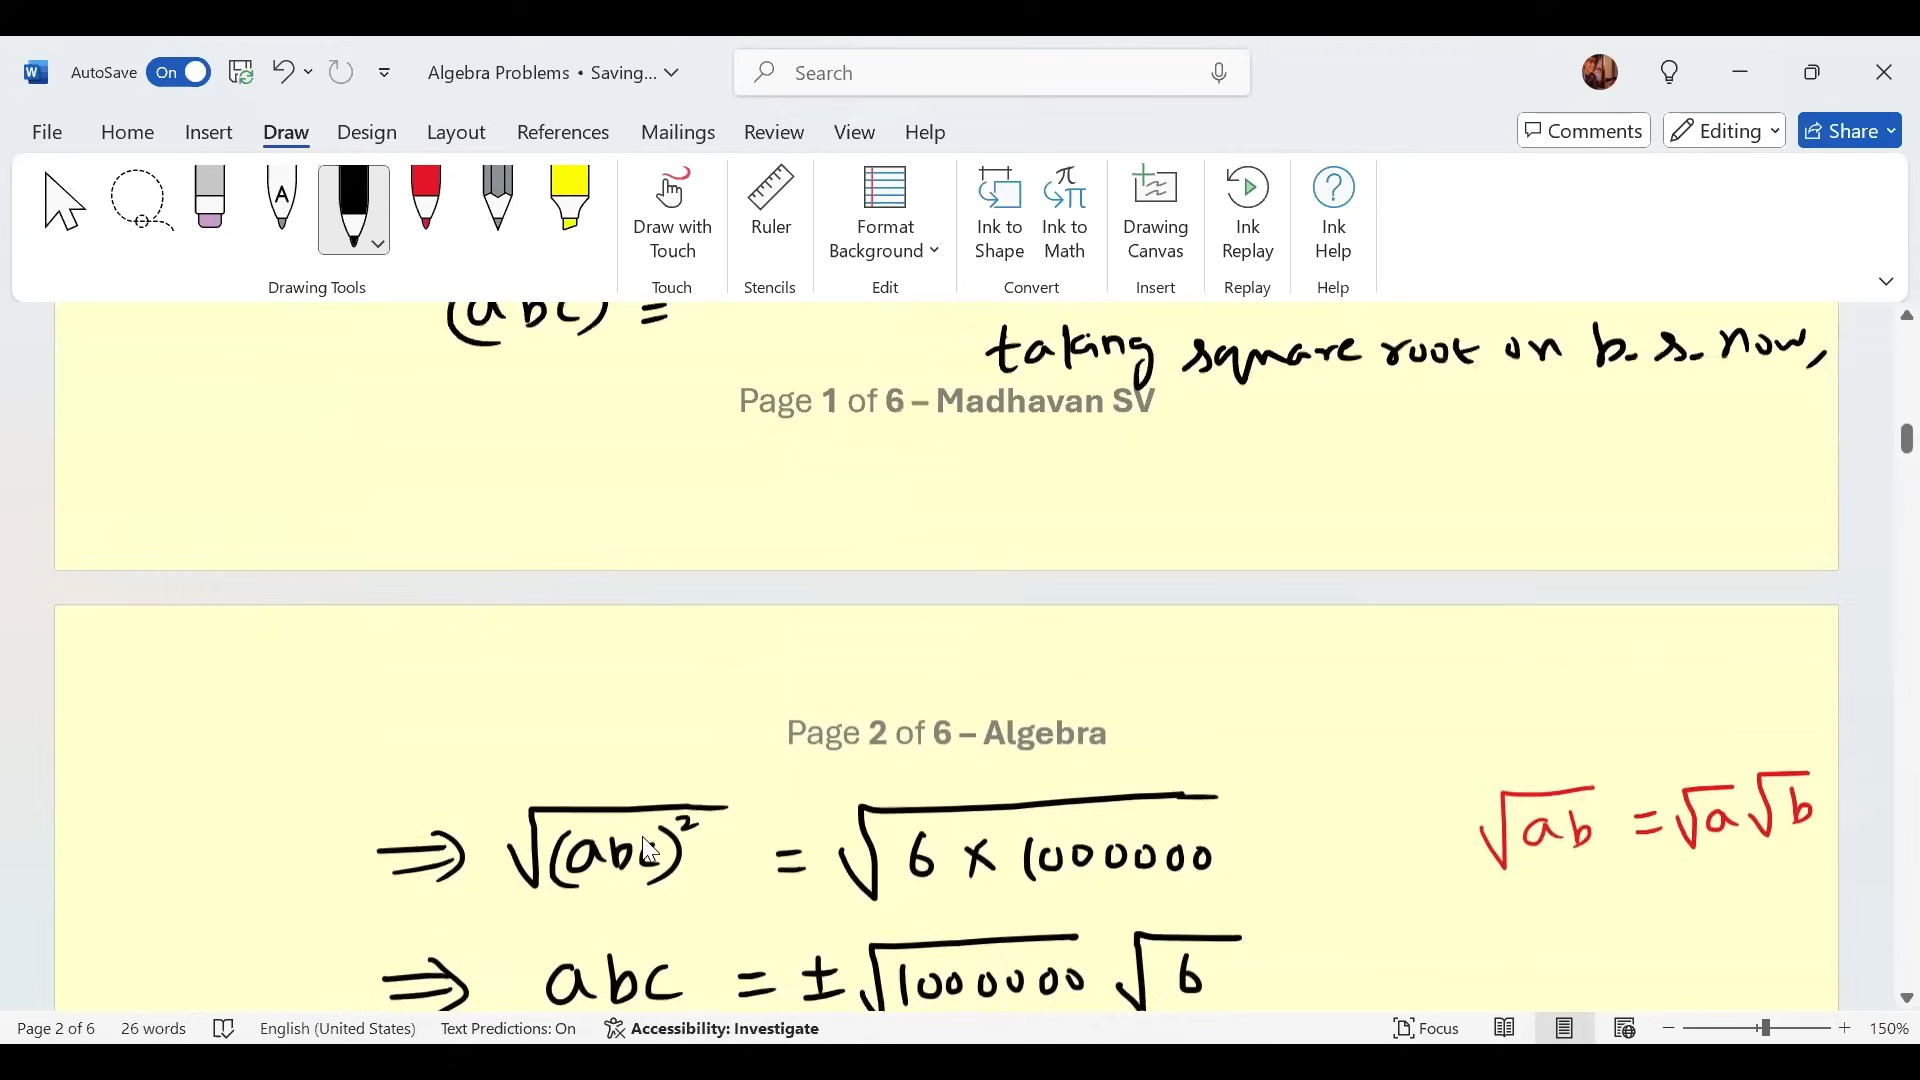 AutoSave On Algebra Problems • Saving... Search
File Home Insert Draw Design Layout References Mailings Review View Help Comments Editing Share
A
Draw with Touch
Ruler
Format Background
Ink to Shape
Ink to Math
Drawing Canvas
Ink Replay
Ink Help
Drawing Tools Touch Stencils Edit Convert Insert Replay Help
(abc) =
taking square root on b.s. now,
Page 1 of 6 – Madhavan SV
Page 2 of 6 – Algebra
⇒ √(abc)² = √6 × 1000000
√ab = √a √b
⇒ abc = ± √1000000 √6
Page 2 of 6 26 words English (United States) Text Predictions: On Accessibility: Investigate Focus 150%